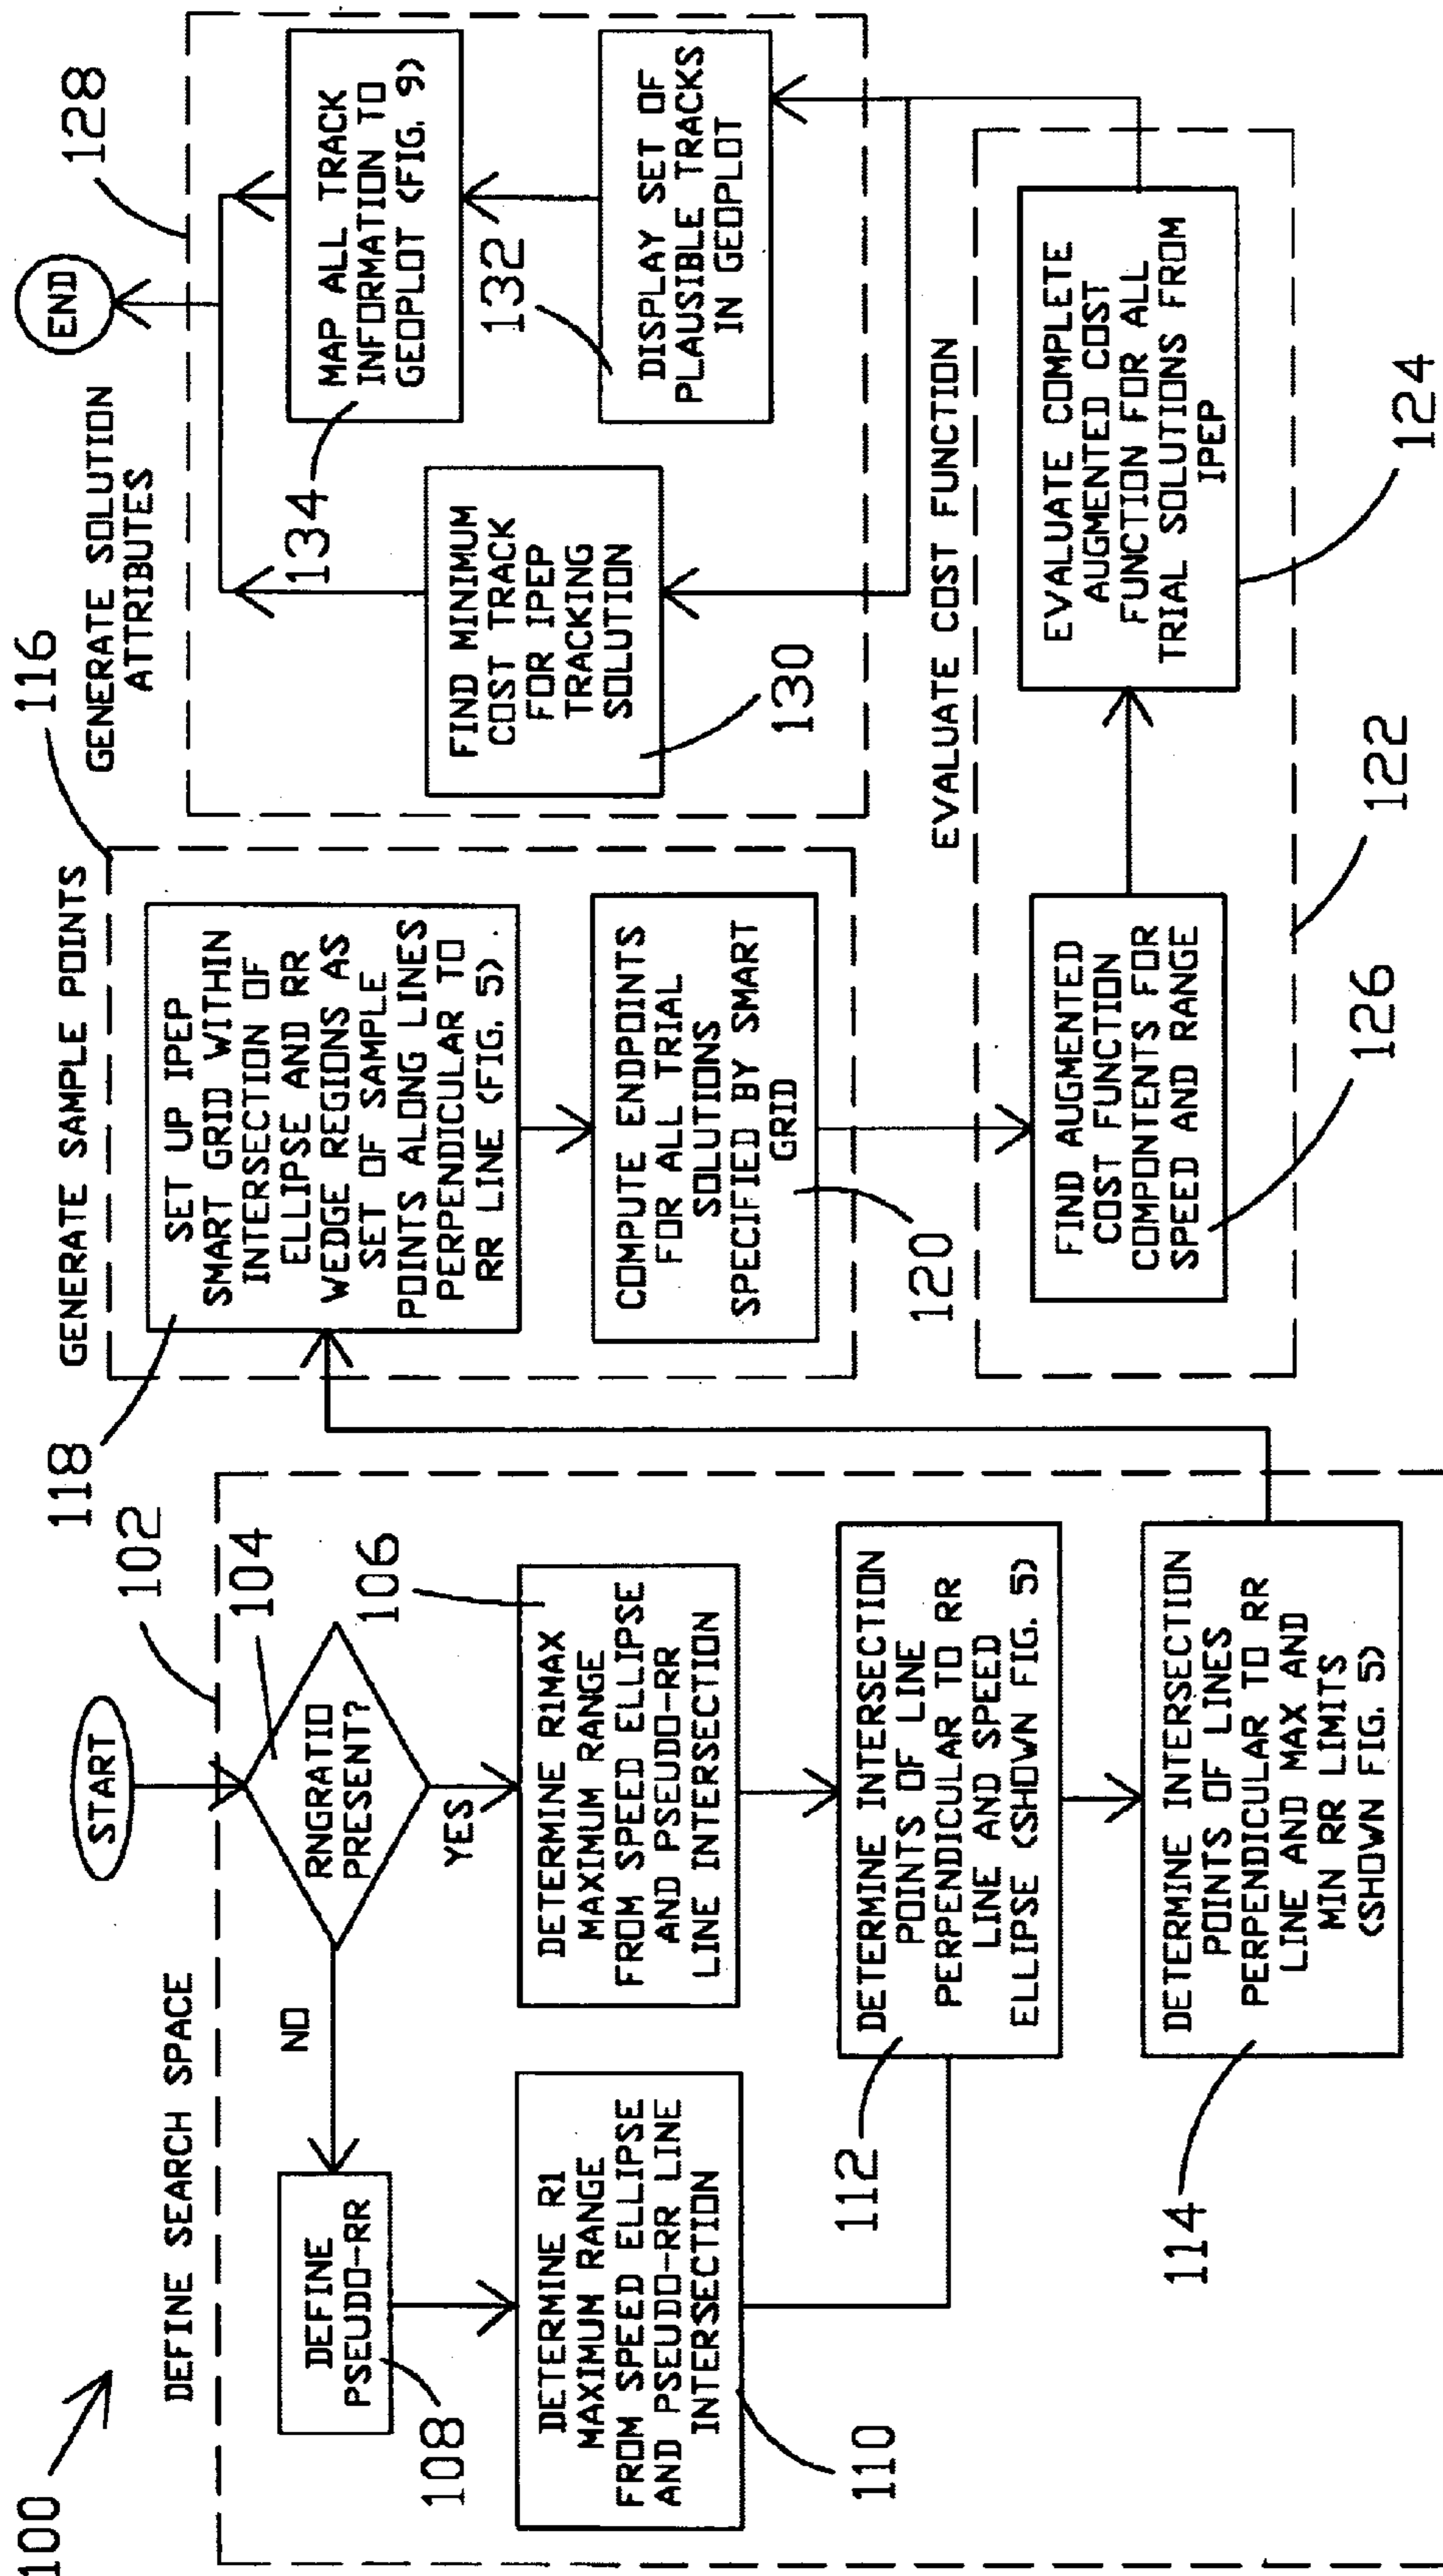 100
DEFINE SEARCH SPACE
102
START
104
RNGRATIO
PRESENT?
NO
YES
DEFINE
PSEUDO-RR
108
106
DETERMINE R1MAX
MAXIMUM RANGE
FROM SPEED ELLIPSE
AND PSEUDO-RR
LINE INTERSECTION
DETERMINE R1
MAXIMUM RANGE
FROM SPEED ELLIPSE
AND PSEUDO-RR LINE
INTERSECTION
110
112
DETERMINE INTERSECTION
POINTS OF LINE
PERPENDICULAR TO RR
LINE AND SPEED
ELLIPSE (SHOWN FIG. 5)
114
DETERMINE INTERSECTION
POINTS OF LINES
PERPENDICULAR TO RR
LINE AND MAX AND
MIN RR LIMITS
(SHOWN FIG. 5)
116
GENERATE SAMPLE POINTS
118
SET UP IPEP
SMART GRID WITHIN
INTERSECTION OF
ELLIPSE AND RR
WEDGE REGIONS AS
SET OF SAMPLE
POINTS ALONG LINES
PERPENDICULAR TO
RR LINE (FIG. 5)
COMPUTE ENDPOINTS
FOR ALL TRIAL
SOLUTIONS
SPECIFIED BY SMART
GRID
120
EVALUATE COST FUNCTION
FIND AUGMENTED
COST FUNCTION
COMPONTENTS FOR
SPEED AND RANGE
126
122
EVALUATE COMPLETE
AUGMENTED COST
FUNCTION FOR ALL
TRIAL SOLUTIONS FROM
IPEP
124
GENERATE SOLUTION
ATTRIBUTES
128
END
FIND MINIMUM
COST TRACK
FOR IPEP
TRACKING
SOLUTION
130
134
MAP ALL TRACK
INFORMATION TO
GEOPLOT (FIG. 9)
132
DISPLAY SET OF
PLAUSIBLE TRACKS
IN GEOPLOT